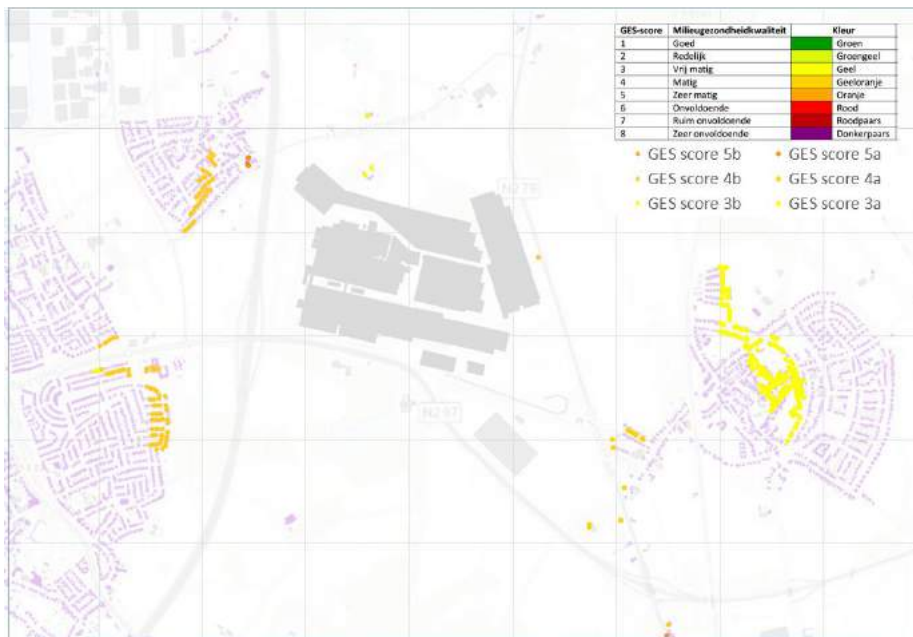 GES-score Milieugezondheidkwaliteit Kleur
1 Goed Groen
2 Redelijk Groengeel
3 Vrij matig Geel
4 Matig Geeloranje
5 Zeer matig Oranje
6 Onvoldoende Rood
7 Ruim onvoldoende Roodpaars
8 Zeer onvoldoende Donkerpaars
GES score 5b GES score 5a
GES score 4b GES score 4a
GES score 3b GES score 3a
N276
N297